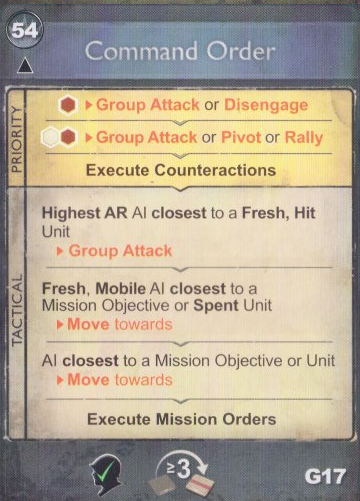 54
Command Order
PRIORITY
Group Attack or Disengage
Group Attack or Pivot or Rally
Execute Counteractions
TACTICAL
Highest AR AI closest to a Fresh, Hit
Unit
Group Attack
Fresh, Mobile AI closest to a
Mission Objective or Spent Unit
Move towards
AI closest to a Mission Objective or Unit
Move towards
Execute Mission Orders
≥3
G17